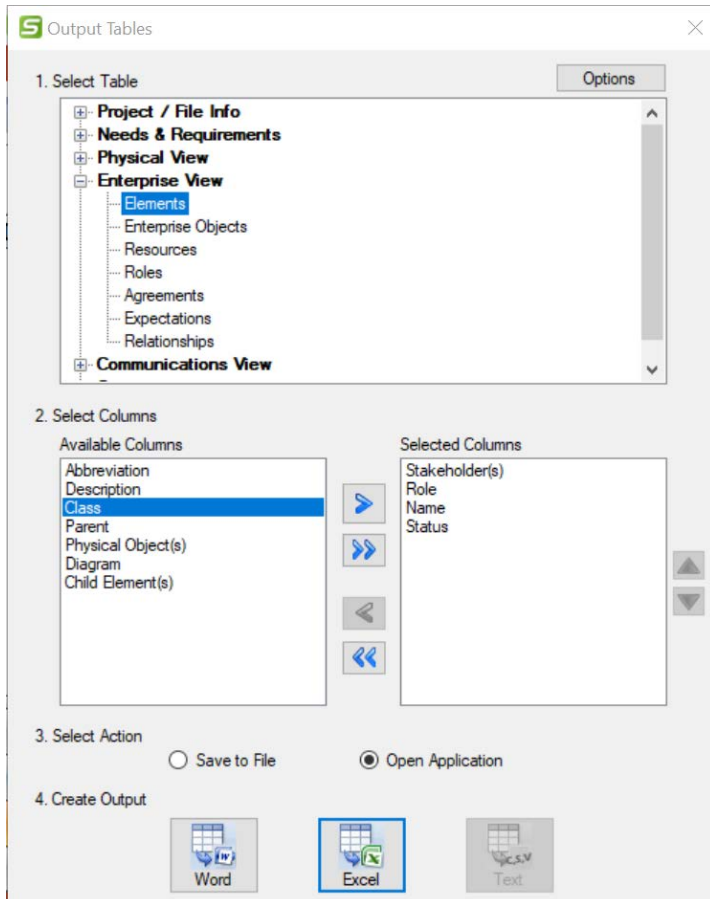 Output Tables
1. Select Table
Options
Project / File Info
Needs & Requirements
Physical View
Enterprise View
Elements
Enterprise Objects
Resources
Roles
Agreements
Expectations
Relationships
Communications View
2. Select Columns
Available Columns
Selected Columns
Abbreviation
Description
Class
Parent
Physical Object(s)
Diagram
Child Element(s)
Stakeholder(s)
Role
Name
Status
3. Select Action
Save to File
Open Application
4. Create Output
Word
Excel
C,S,V
Text